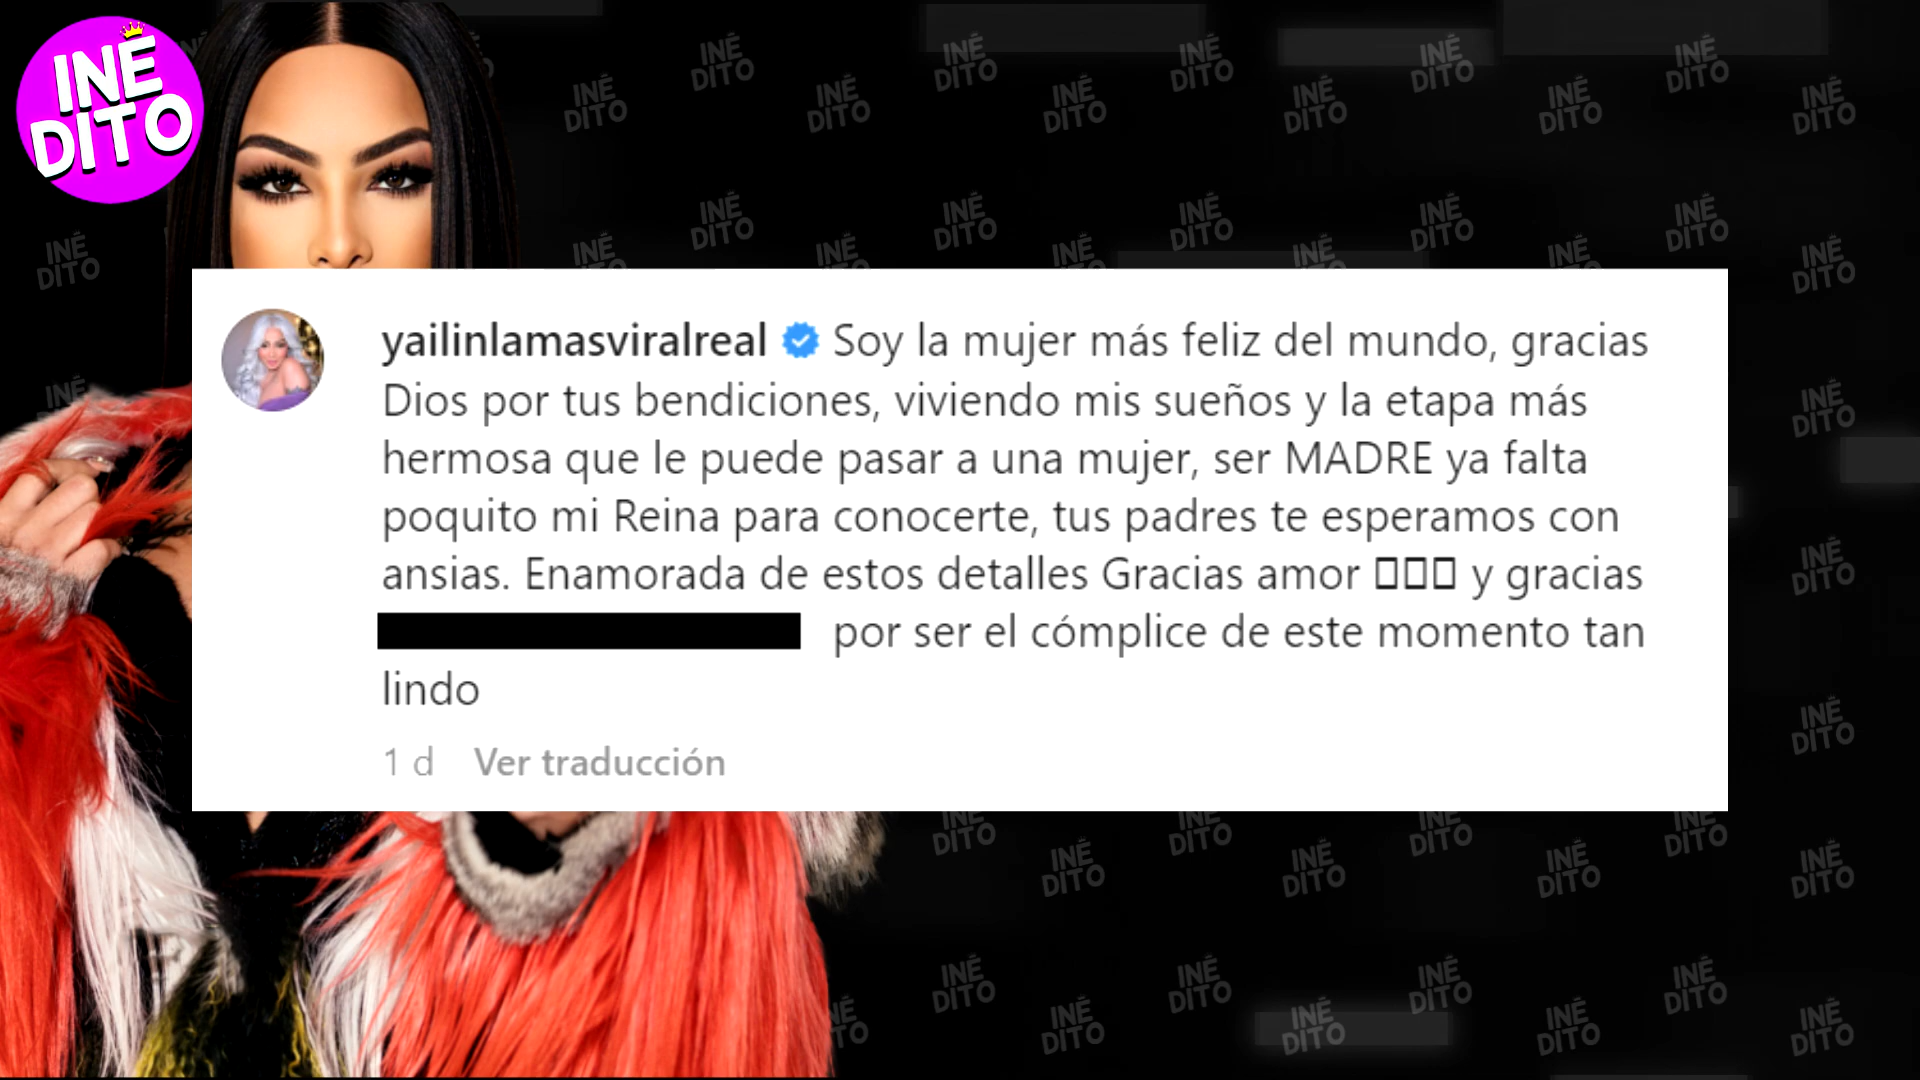 INÉ
DITO
yailinlamasviralreal Soy la mujer más feliz del mundo, gracias
Dios por tus bendiciones, viviendo mis sueños y la etapa más
hermosa que le puede pasar a una mujer, ser MADRE ya falta
poquito mi Reina para conocerte, tus padres te esperamos con
ansias. Enamorada de estos detalles Gracias amor y gracias
por ser el cómplice de este momento tan
lindo
1 d Ver traducción